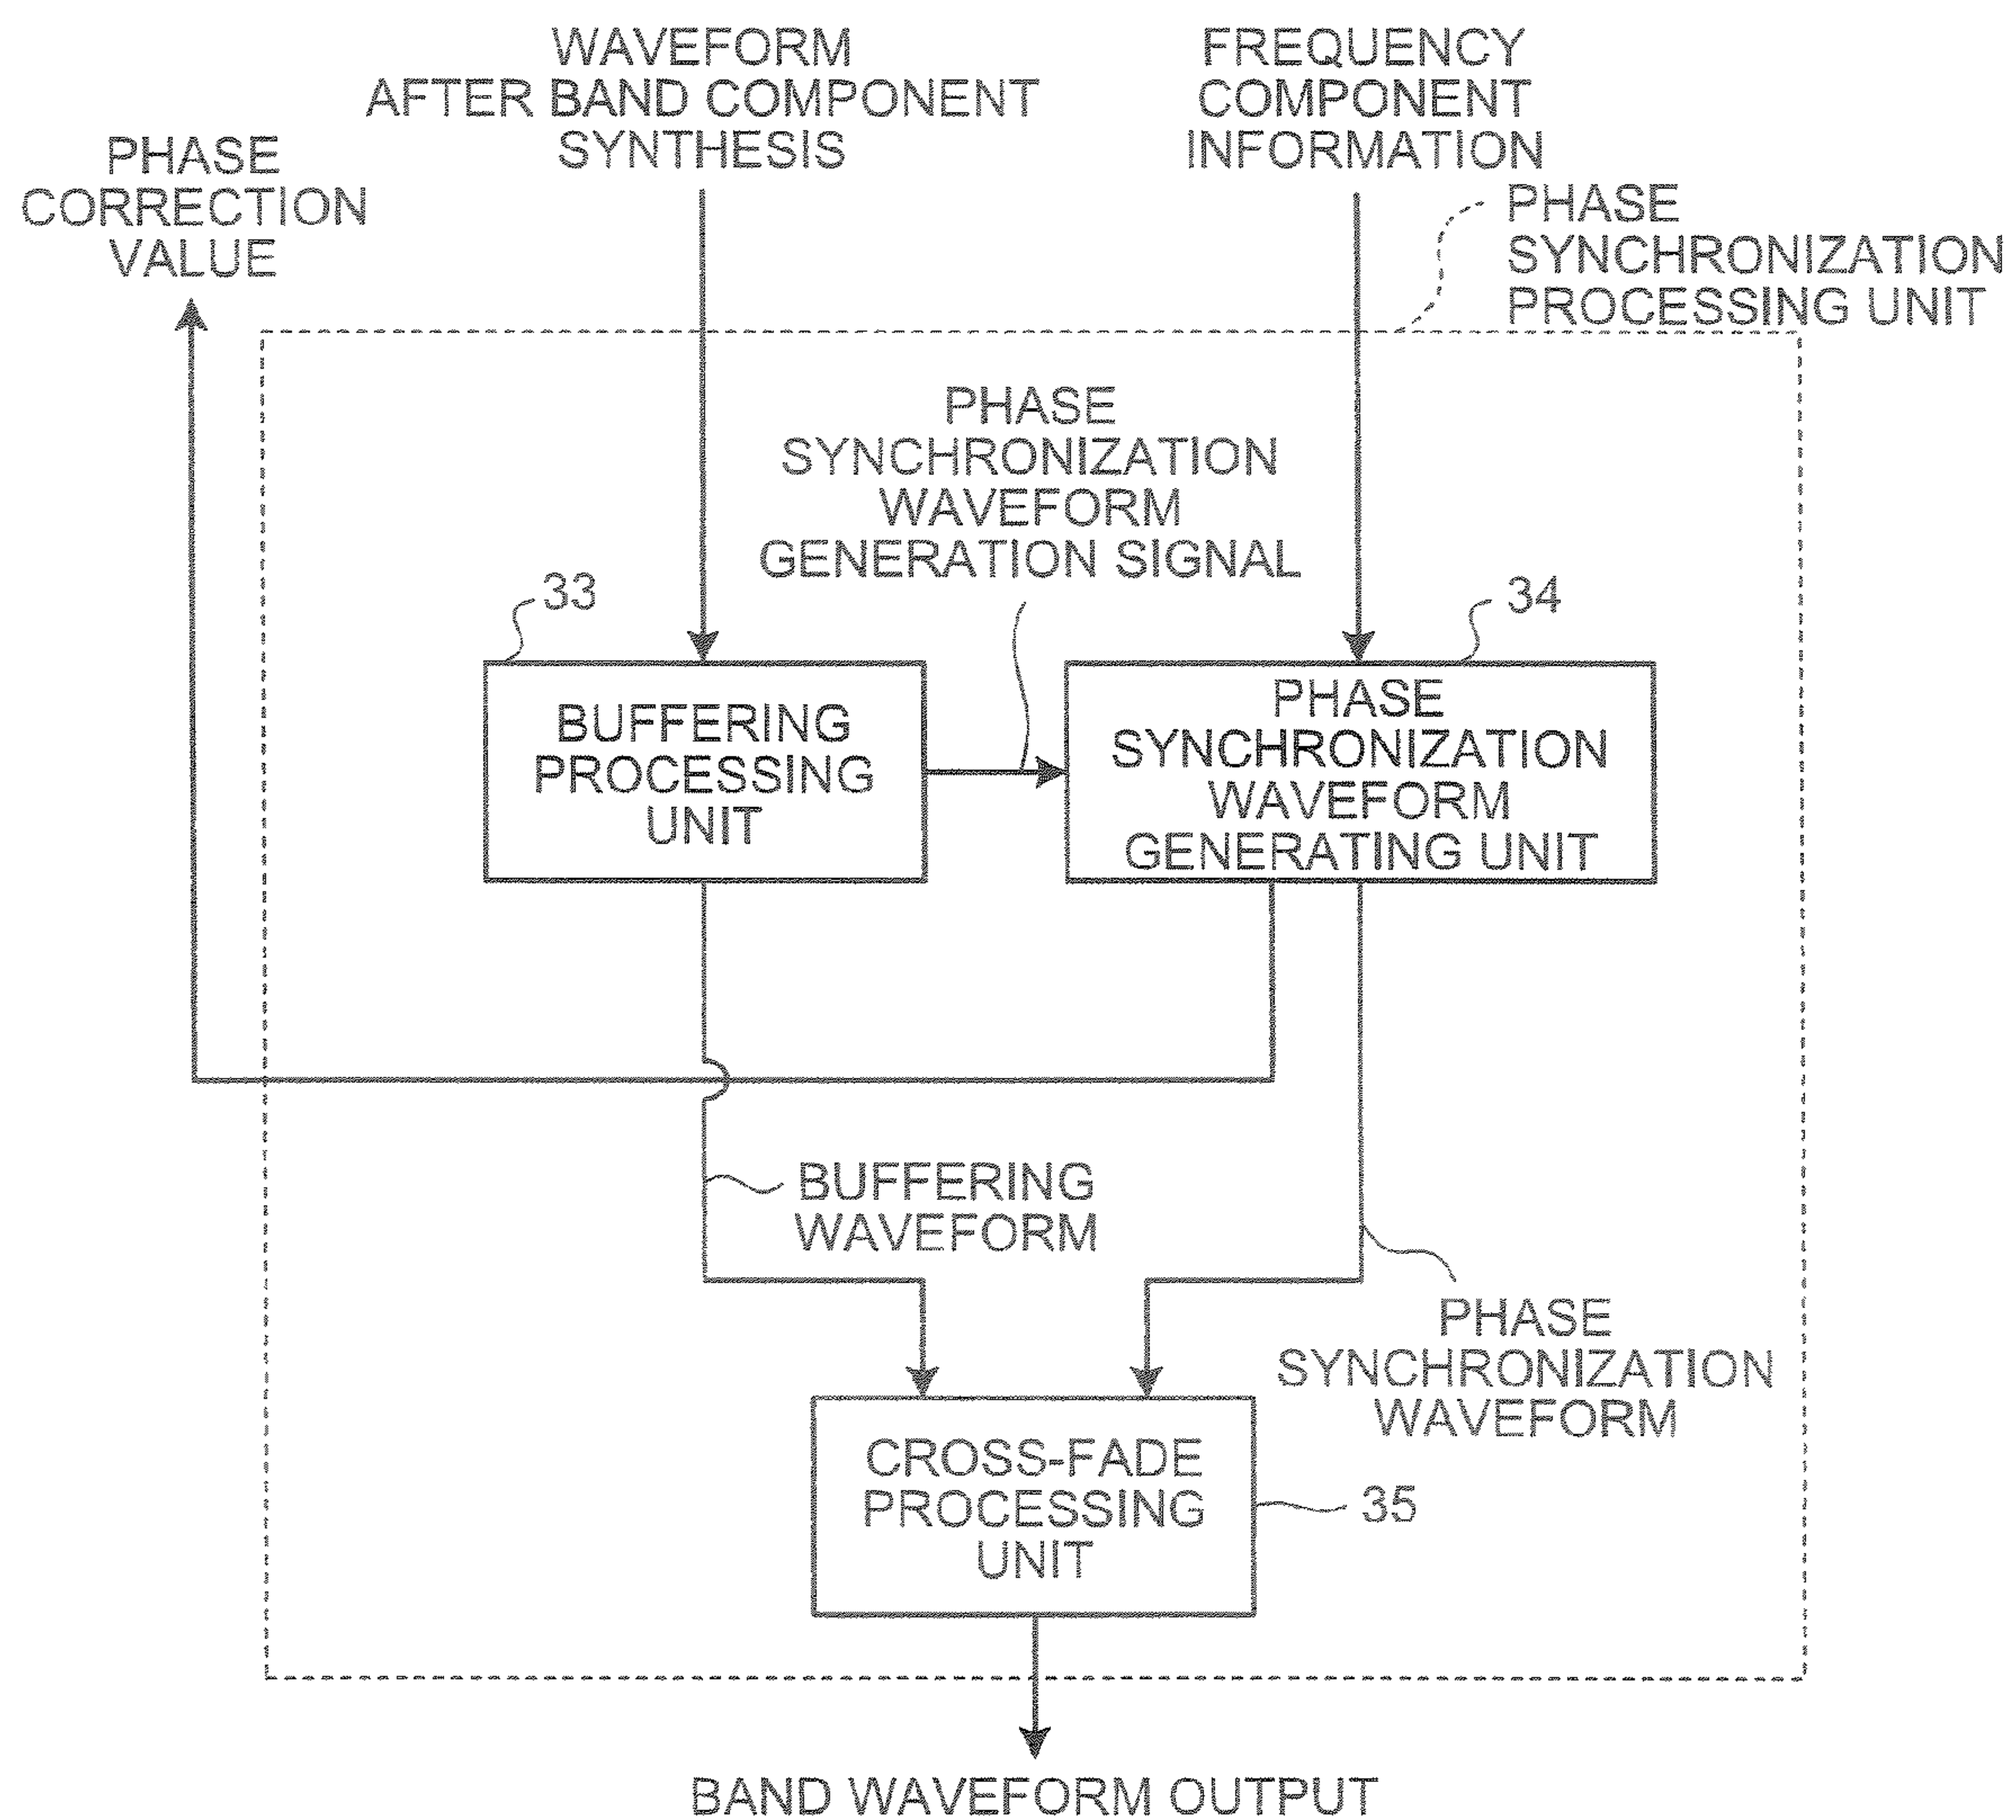 WAVEFORM
AFTER BAND COMPONENT
SYNTHESIS
FREQUENCY
COMPONENT
INFORMATION
PHASE
CORRECTION
VALUE
PHASE
SYNCHRONIZATION
PROCESSING UNIT
PHASE
SYNCHRONIZATION
WAVEFORM
GENERATION SIGNAL
33
34
BUFFERING
PROCESSING
UNIT
PHASE
SYNCHRONIZATION
WAVEFORM
GENERATING UNIT
BUFFERING
WAVEFORM
PHASE
SYNCHRONIZATION
WAVEFORM
CROSS-FADE
PROCESSING
UNIT
35
BAND WAVEFORM OUTPUT